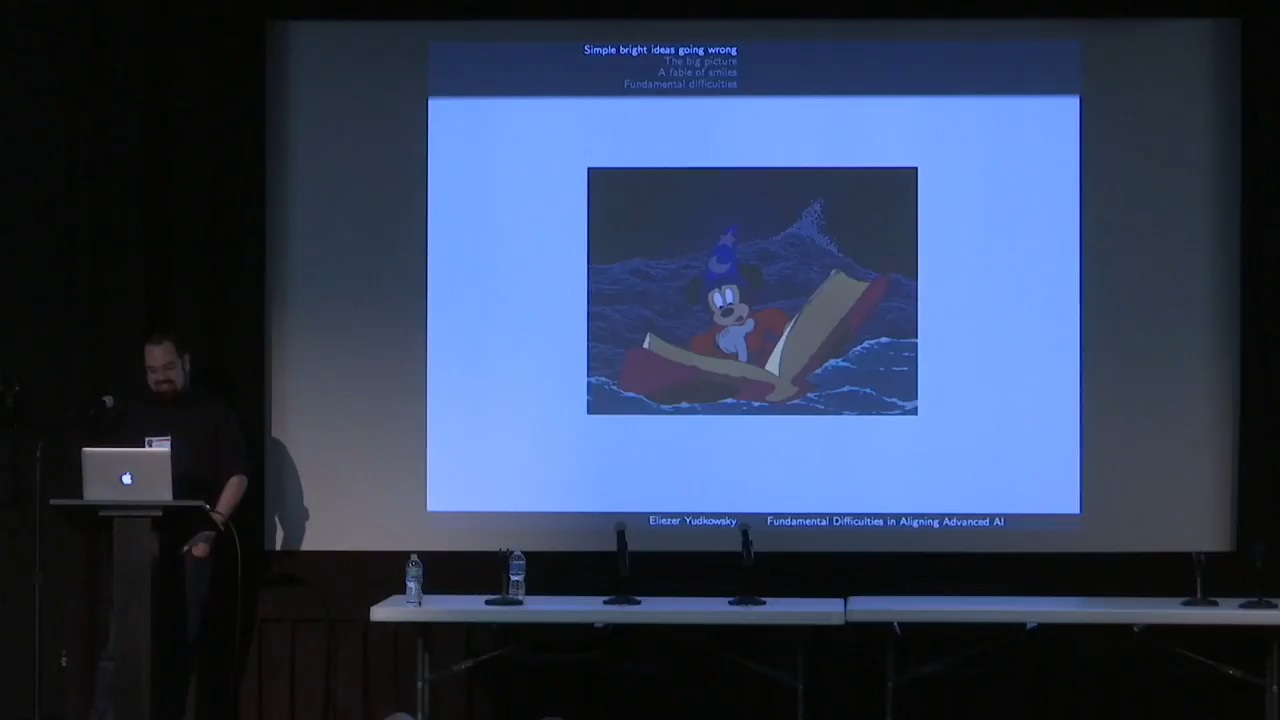 Simple bright ideas going wrong
The big picture
A fable of smiles
Fundamental difficulties
Eliezer Yudkowsky
Fundamental Difficulties in Aligning Advanced AI